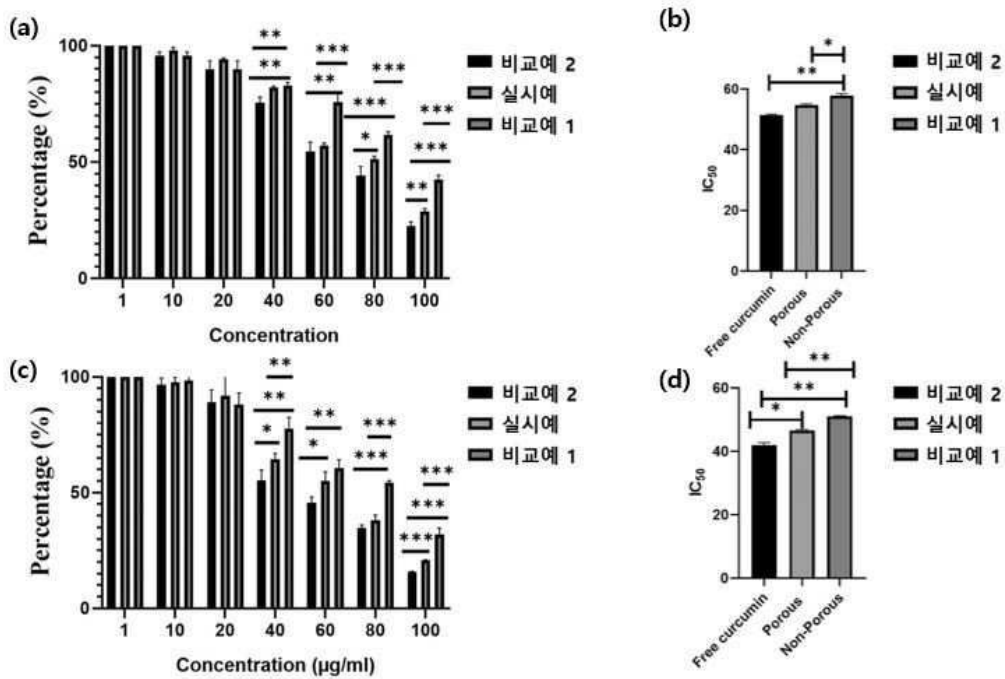 (a)
Percentage (%)
100
50
0
** ** ** *** *** * *** *** *** **
1 10 20 40 60 80 100
Concentration
비교예 2
실시예
비교예 1
(b)
IC50
60
40
20
0
*
**
Free curcumin
Porous
Non-Porous
비교예 2
실시예
비교예 1
(c)
Percentage (%)
100
50
0
** ** * ** * *** *** *** *** ***
1 10 20 40 60 80 100
Concentration (µg/ml)
비교예 2
실시예
비교예 1
(d)
IC50
60
40
20
0
**
**
*
Free curcumin
Porous
Non-Porous
비교예 2
실시예
비교예 1